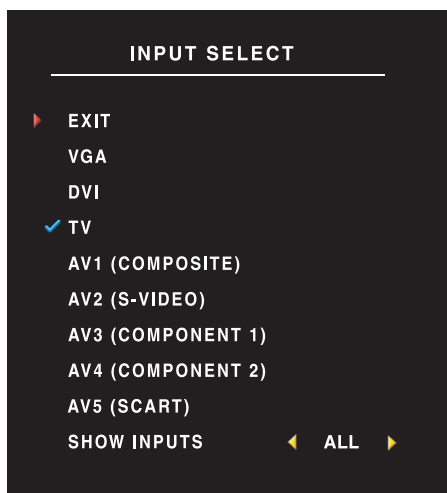 INPUT SELECT
EXIT
VGA
DVI
TV
AV1 (COMPOSITE)
AV2 (S-VIDEO)
AV3 (COMPONENT 1)
AV4 (COMPONENT 2)
AV5 (SCART)
SHOW INPUTS ALL